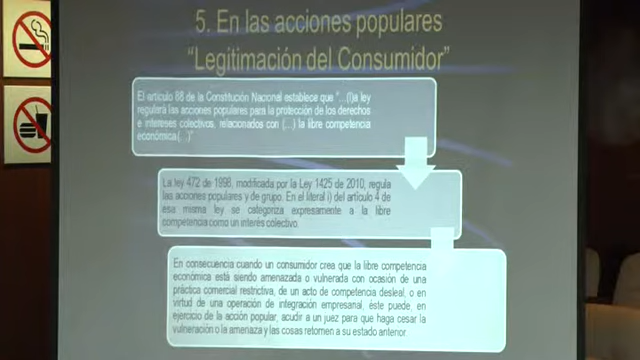 5. En las acciones populares
“Legitimación del Consumidor”
El artículo 88 de la Constitución Nacional establece que “...(l)a ley
regulará las acciones populares para la protección de los derechos
e intereses colectivos, relacionados con (...) la libre competencia
económica(...)”
La ley 472 de 1998, modificada por la Ley 1425 de 2010, regula
las acciones populares y de grupo. En el literal i) del artículo 4 de
esa misma ley se categoriza expresamente a la libre
competencia como un interés colectivo.
En consecuencia cuando un consumidor crea que la libre competencia
económica está siendo amenazada o vulnerada con ocasión de una
práctica comercial restrictiva, de un acto de competencia desleal, o en
virtud de una operación de integración empresarial, éste puede, en
ejercicio de la acción popular, acudir a un juez para que haga cesar la
vulneración o la amenaza y las cosas retornen a su estado anterior.